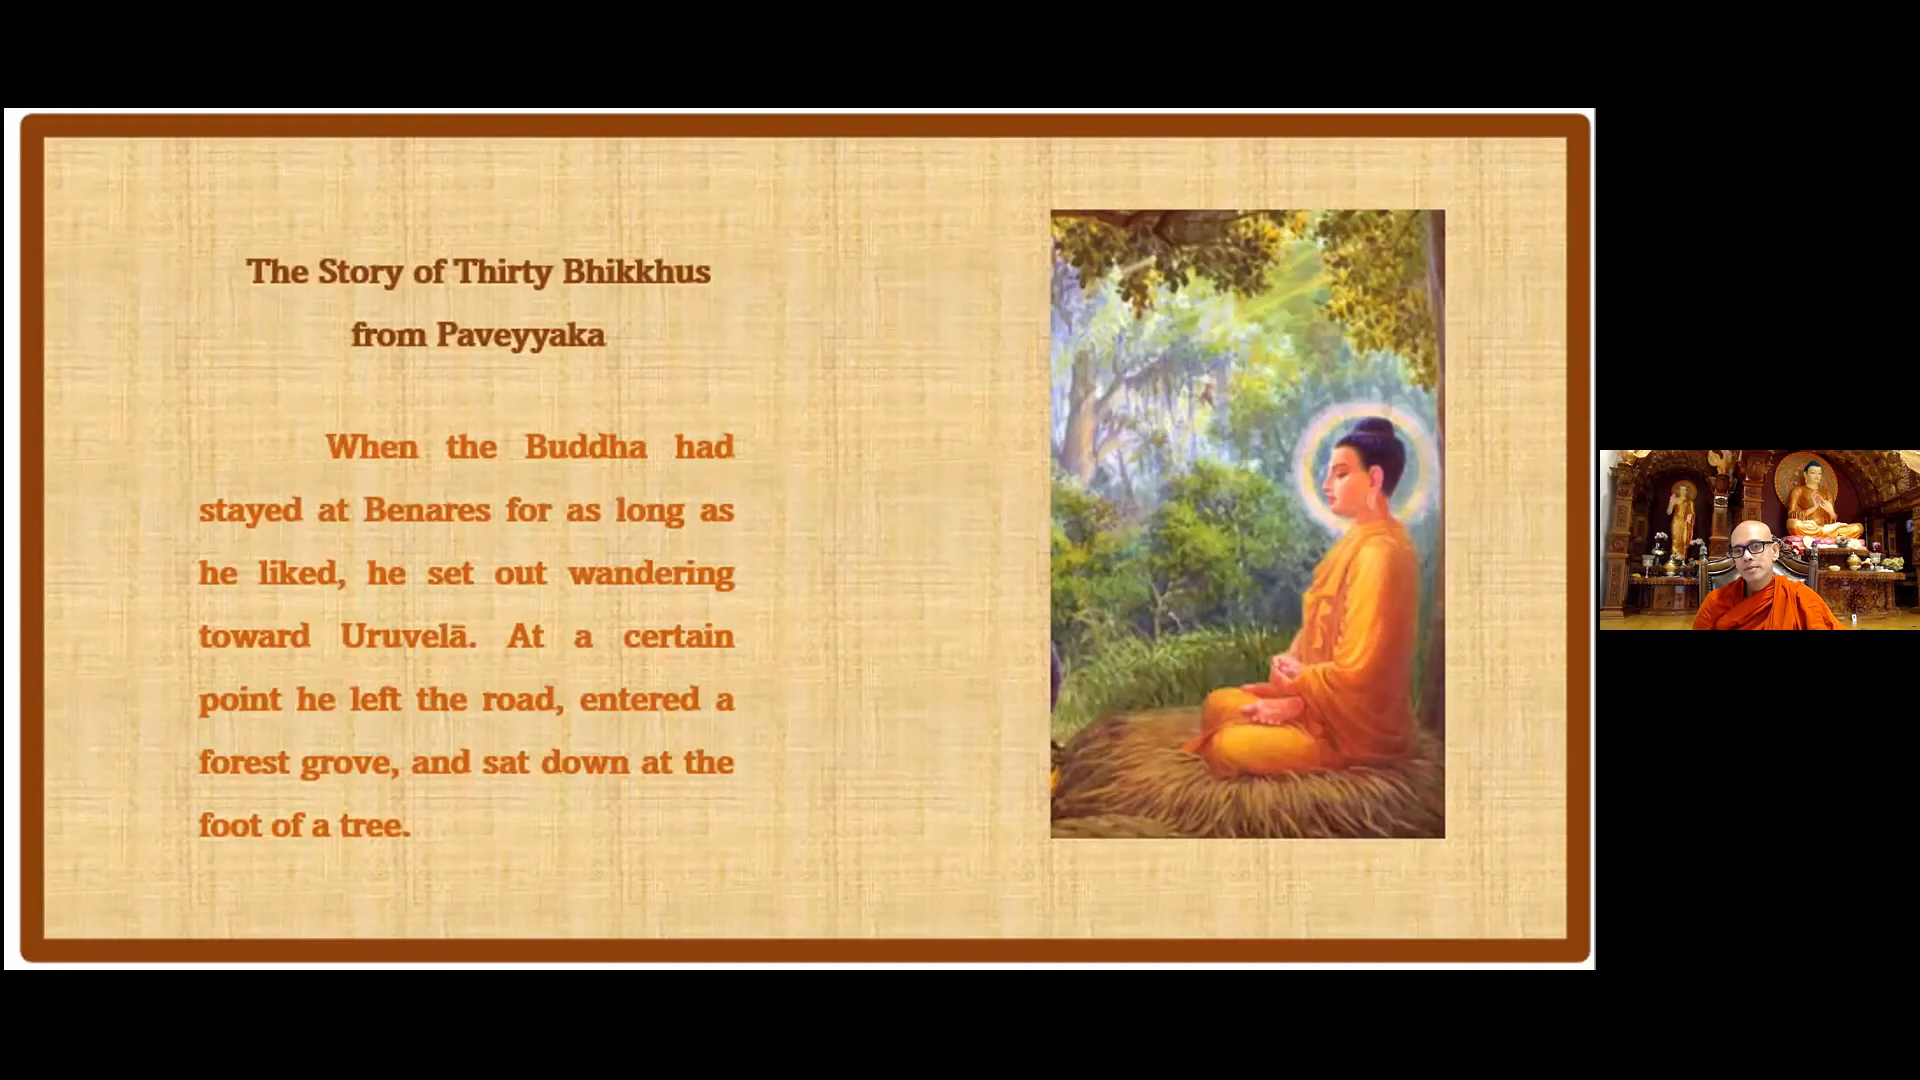 The Story of Thirty Bhikkhus
from Paveyyaka
When the Buddha had
stayed at Benares for as long as
he liked, he set out wandering
toward Uruvelā. At a certain
point he left the road, entered a
forest grove, and sat down at the
foot of a tree.